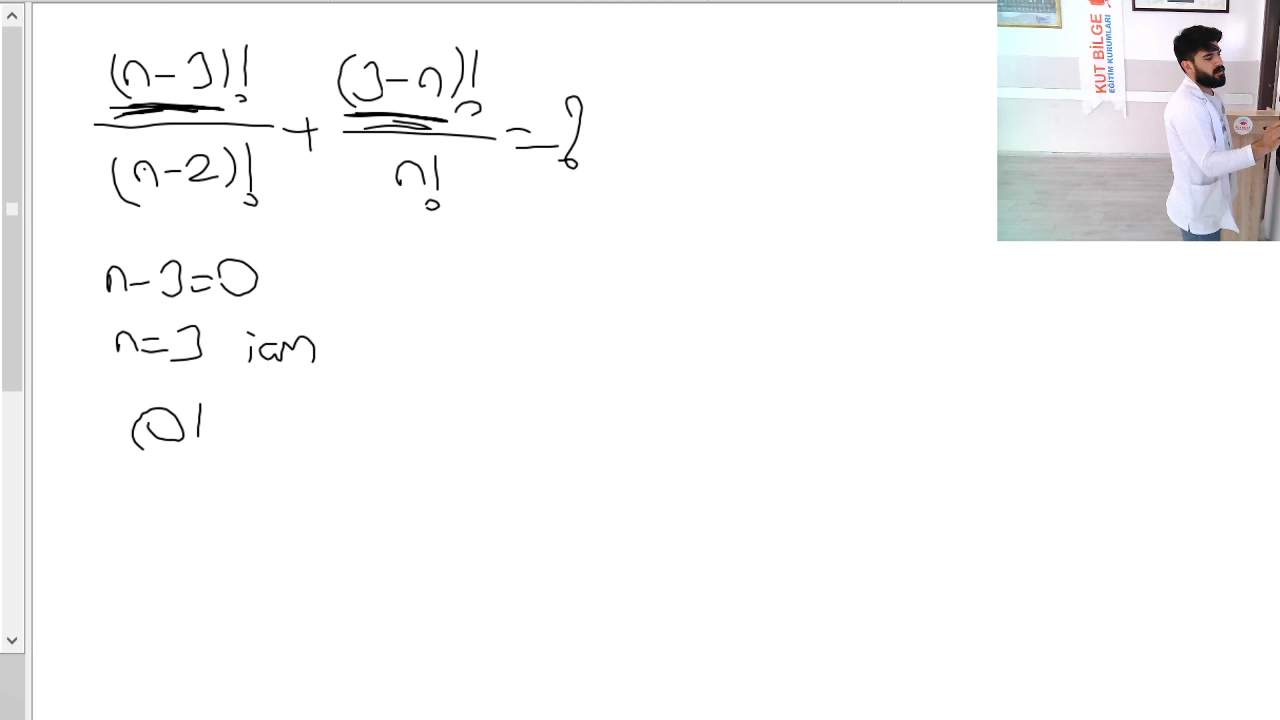 (n-3)!/(n-2)! + (3-n)!/n! = ?
n-3=0
n=3 için
0!
KUT BİLGE
EĞİTİM KURUMLARI